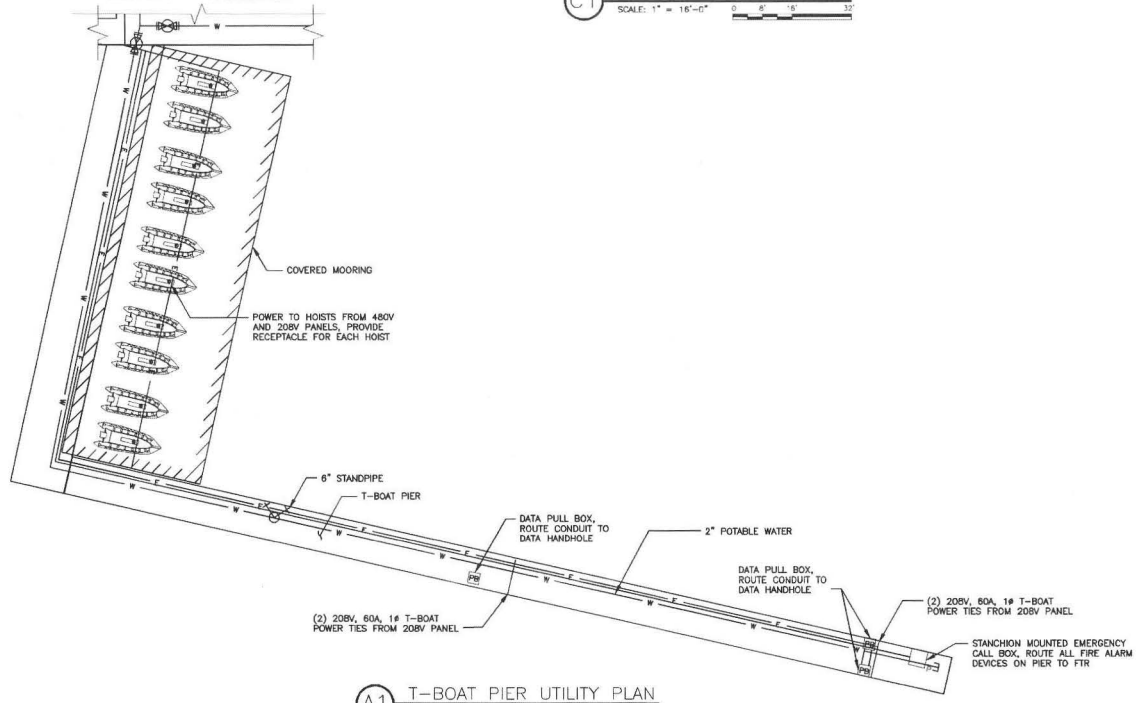 C1
SCALE: 1" = 16'-0"
0 8' 16' 32'
W
W
W
E
W
E
E
W
W
COVERED MOORING
POWER TO HOISTS FROM 480V
AND 208V PANELS, PROVIDE
RECEPTACLE FOR EACH HOIST
6" STANDPIPE
T-BOAT PIER
W
E
W
E
W
E
W
E
W
E
W
E
W
E
W
E
DATA PULL BOX,
ROUTE CONDUIT TO
DATA HANDHOLE
PB
2" POTABLE WATER
(2) 208V, 60A, 1ø T-BOAT
POWER TIES FROM 208V PANEL
DATA PULL BOX,
ROUTE CONDUIT TO
DATA HANDHOLE
PB
PB
(2) 208V, 60A, 1ø T-BOAT
POWER TIES FROM 208V PANEL
STANCHION MOUNTED EMERGENCY
CALL BOX, ROUTE ALL FIRE ALARM
DEVICES ON PIER TO FTR
A1
T-BOAT PIER UTILITY PLAN